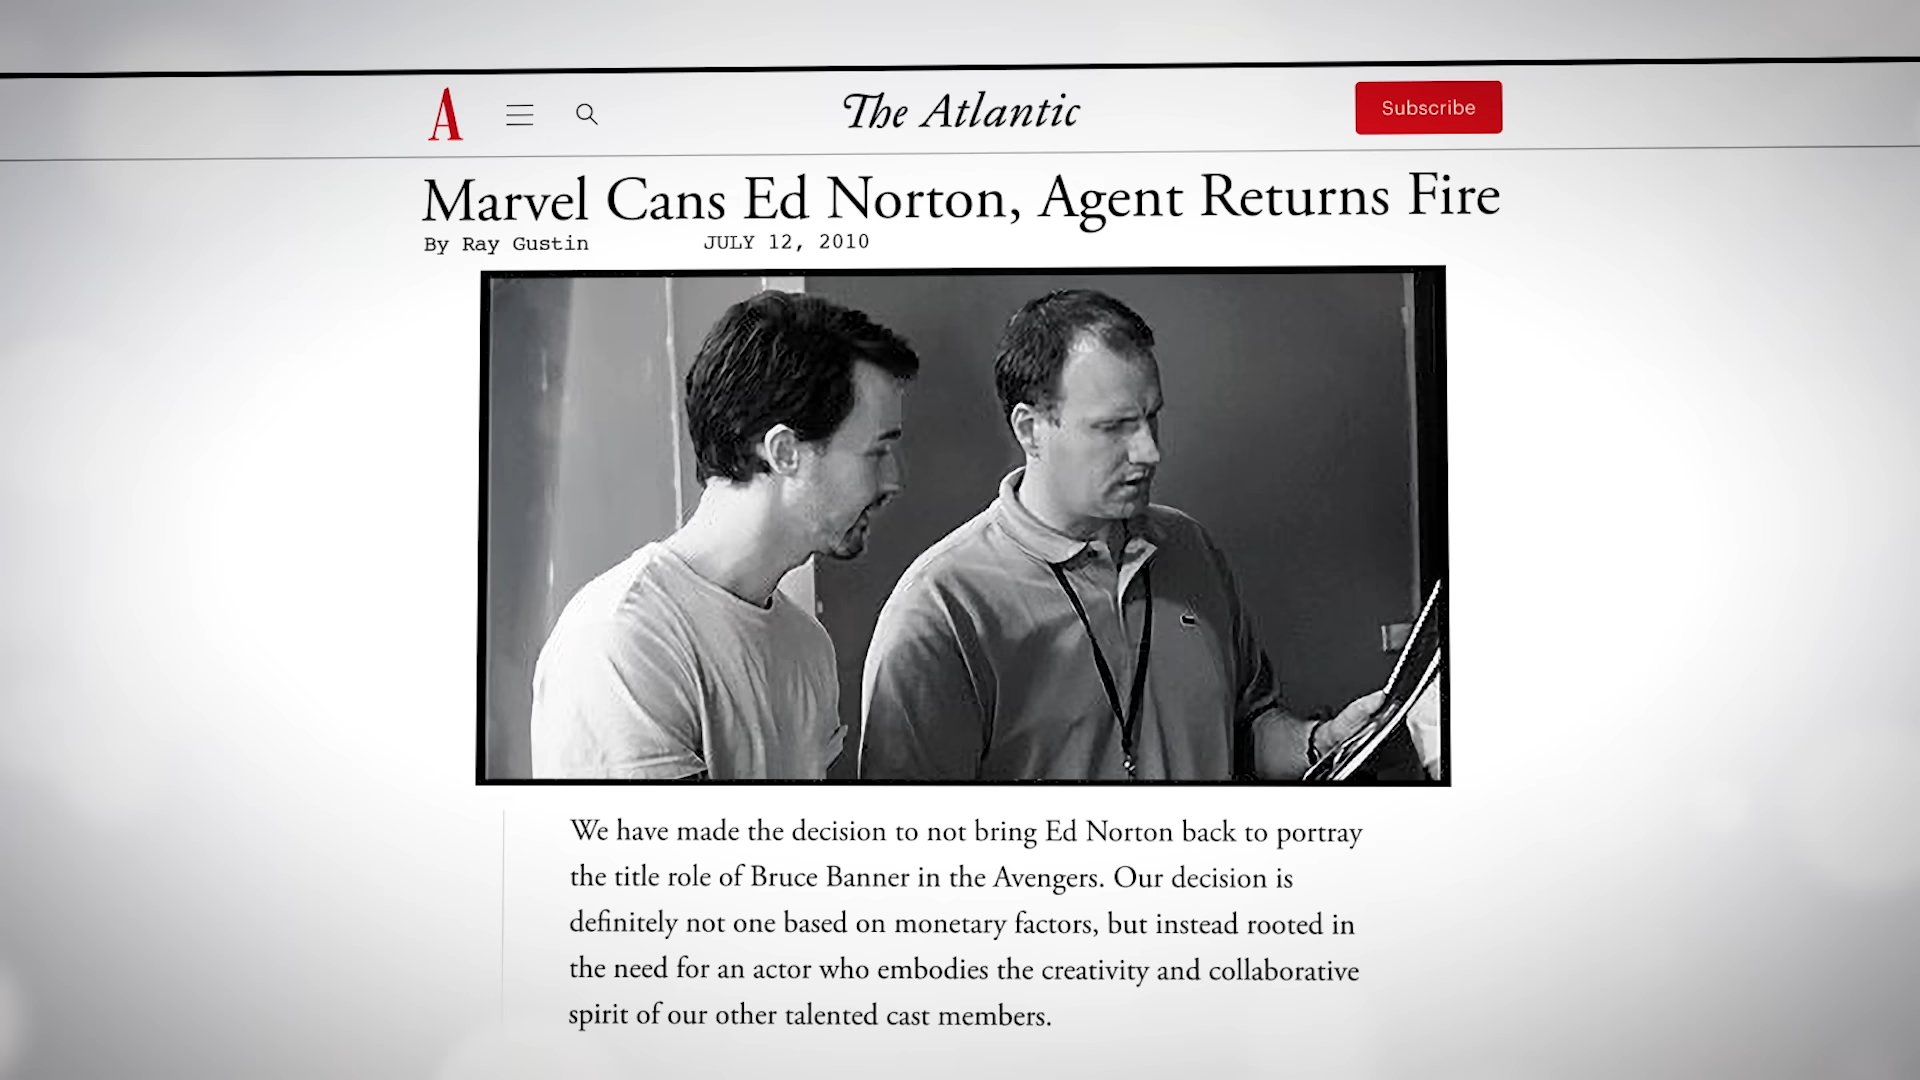 A
The Atlantic
Subscribe
Marvel Cans Ed Norton, Agent Returns Fire
By Ray Gustin JULY 12, 2010
We have made the decision to not bring Ed Norton back to portray
the title role of Bruce Banner in the Avengers. Our decision is
definitely not one based on monetary factors, but instead rooted in
the need for an actor who embodies the creativity and collaborative
spirit of our other talented cast members.